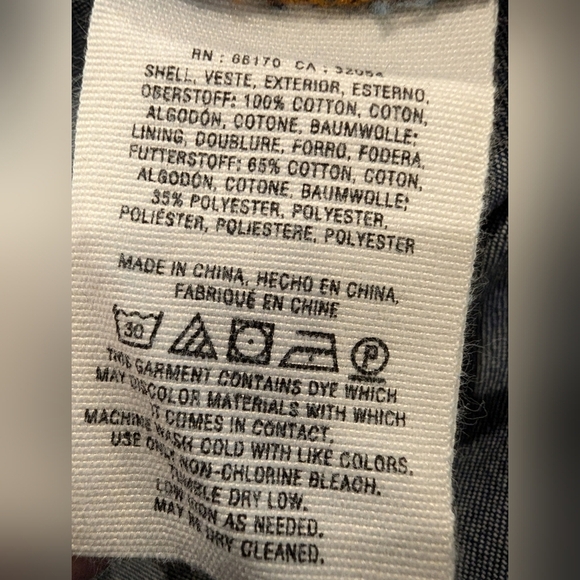 RN : 66170 CA : 32054
SHELL, VESTE, EXTERIOR, ESTERNO,
OBERSTOFF: 100% COTTON, COTON,
ALGODÓN, COTONE, BAUMWOLLE;
LINING, DOUBLURE, FORRO, FODERA,
FUTTERSTOFF: 65% COTTON, COTON,
ALGODÓN, COTONE, BAUMWOLLE;
35% POLYESTER, POLYESTER,
POLIÉSTER, POLIESTERE, POLYESTER
MADE IN CHINA, HECHO EN CHINA,
FABRIQUÉ EN CHINE
30 P
THIS GARMENT CONTAINS DYE WHICH
MAY DISCOLOR MATERIALS WITH WHICH
IT COMES IN CONTACT.
MACHINE WASH COLD WITH LIKE COLORS.
USE ONLY NON-CHLORINE BLEACH.
TUMBLE DRY LOW.
LOW IRON AS NEEDED.
MAY BE DRY CLEANED.